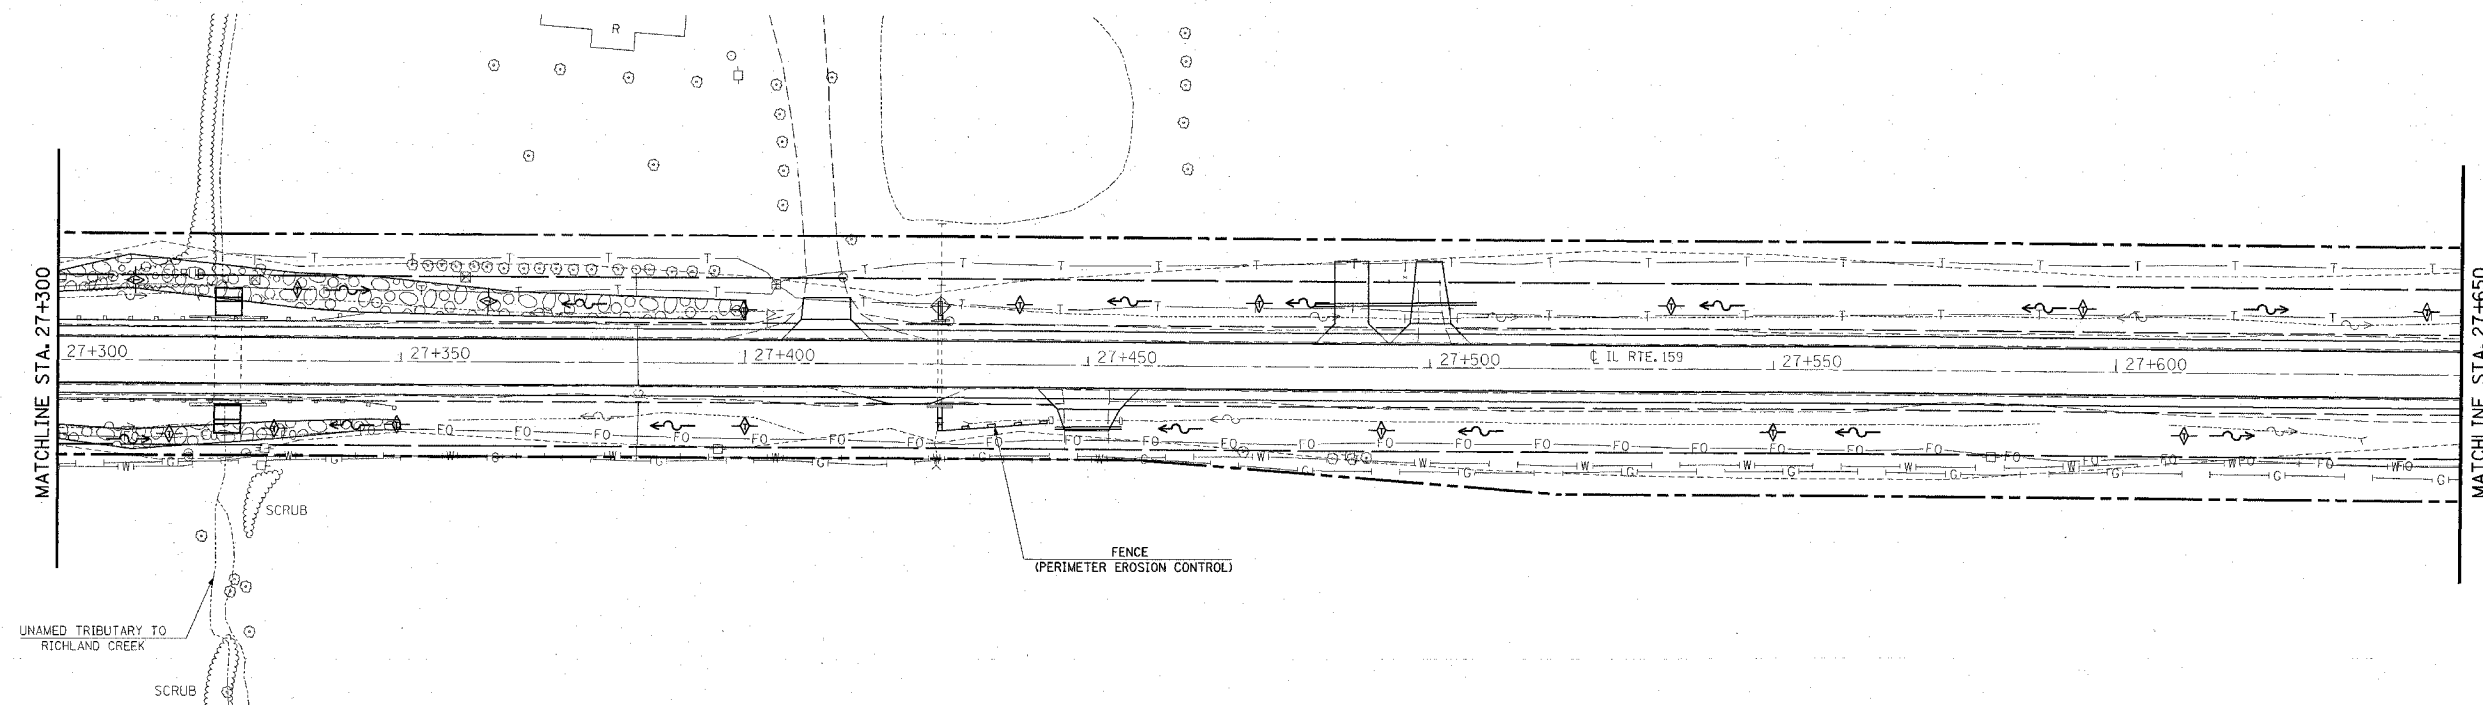 R
MATCHLINE STA. 27+300
27+300
27+350
27+400
27+450
27+500
℄ IL RTE. 159
27+550
27+600
MATCHLINE STA. 27+650
SCRUB
FENCE
(PERIMETER EROSION CONTROL)
UNAMED TRIBUTARY TO
RICHLAND CREEK
SCRUB